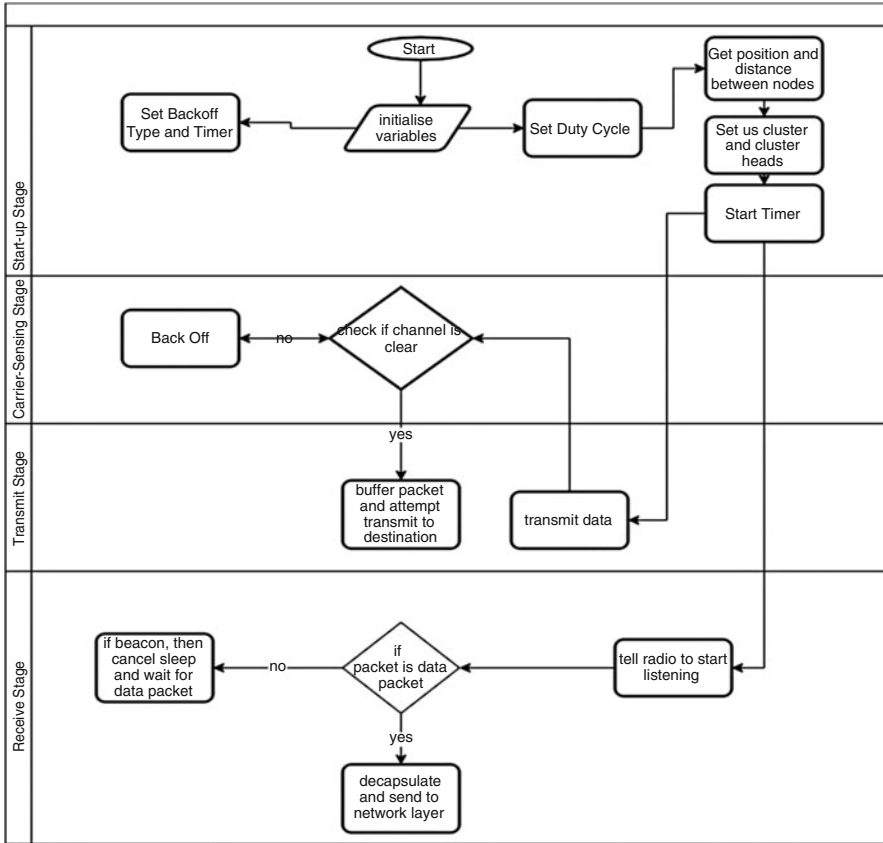 Start-up Stage
Start
initialise
variables
Set Backoff
Type and Timer
Set Duty Cycle
Get position and
distance
between nodes
Set us cluster
and cluster
heads
Start Timer
Carrier-Sensing Stage
Back Off
no
check if channel is
clear
yes
Transmit Stage
buffer packet
and attempt
transmit to
destination
transmit data
Receive Stage
if beacon, then
cancel sleep
and wait for
data packet
no
if
packet is data
packet
tell radio to start
listening
yes
decapsulate
and send to
network layer